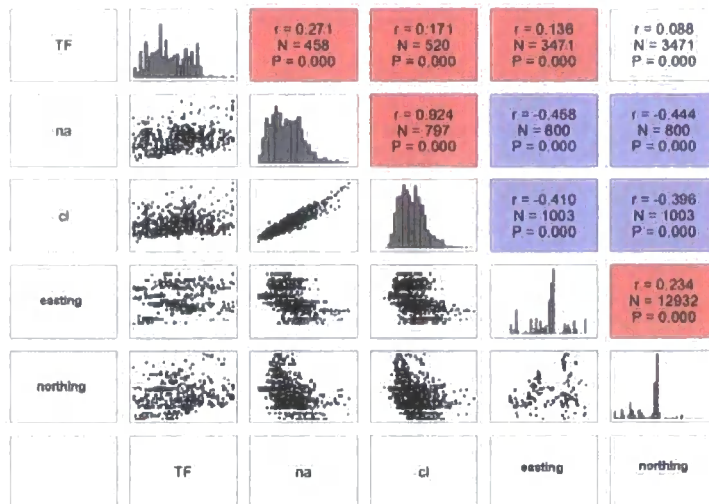 TF
r = 0.271
N = 458
P = 0.000
r = 0.171
N = 520
P = 0.000
r = 0.136
N = 3471
P = 0.000
r = 0.088
N = 3471
P = 0.000
na
r = 0.924
N = 797
P = 0.000
r = -0.458
N = 800
P = 0.000
r = -0.444
N = 800
P = 0.000
cl
r = -0.410
N = 1003
P = 0.000
r = -0.396
N = 1003
P = 0.000
easting
r = 0.234
N = 12932
P = 0.000
northing
TF
na
cl
easting
northing